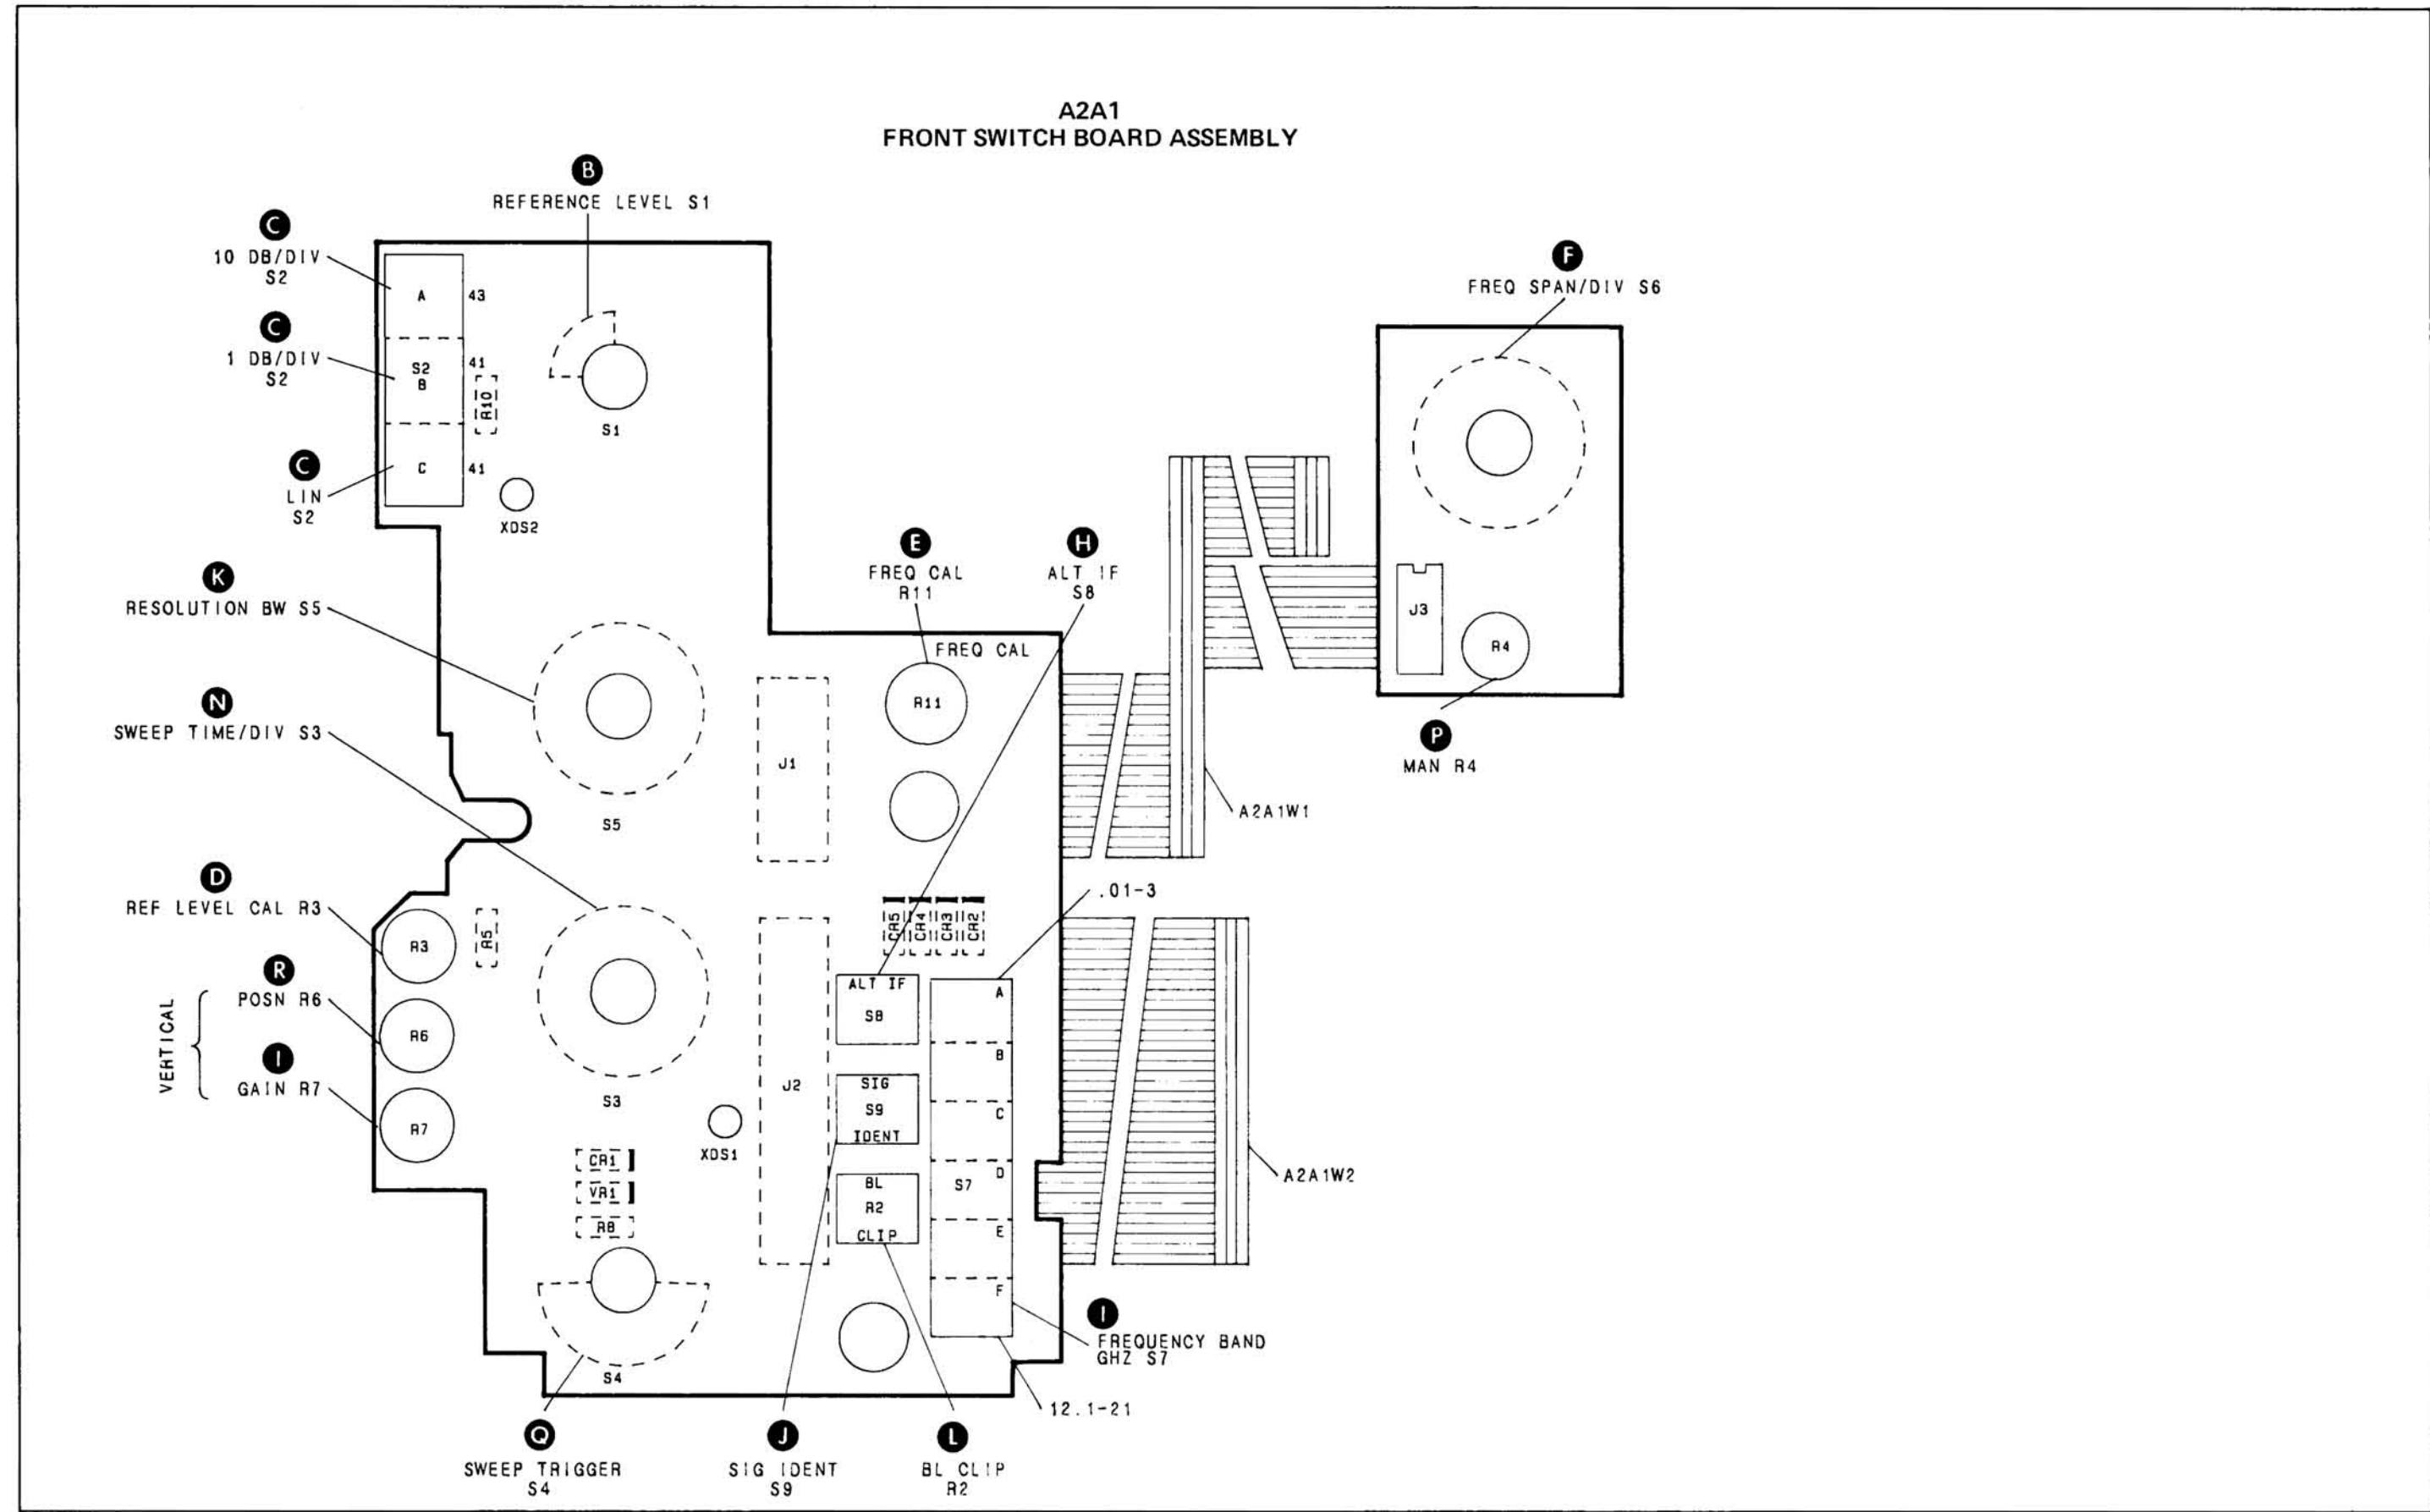 A2A1
FRONT SWITCH BOARD ASSEMBLY
B
REFERENCE LEVEL S1
C
10 DB/DIV
S2
A
43
C
1 DB/DIV
S2
S2
B
41
R10
S1
C
LIN
S2
C
41
XDS2
F
FREQ SPAN/DIV S6
J3
R4
P
MAN R4
K
RESOLUTION BW S5
S5
E
FREQ CAL
R11
H
ALT IF
S8
FREQ CAL
R11
J1
A2A1W1
N
SWEEP TIME/DIV S3
D
REF LEVEL CAL R3
R3
R5
.01-3
CR5
CR4
CR3
CR2
VERTICAL
R
POSN R6
R6
I
GAIN R7
R7
S3
J2
ALT IF
S8
SIG
S9
IDENT
BL
R2
CLIP
A
B
C
D
S7
E
F
XDS1
CR1
VR1
R8
S4
A2A1W2
I
FREQUENCY BAND
GHZ S7
12.1-21
Q
SWEEP TRIGGER
S4
J
SIG IDENT
S9
L
BL CLIP
R2